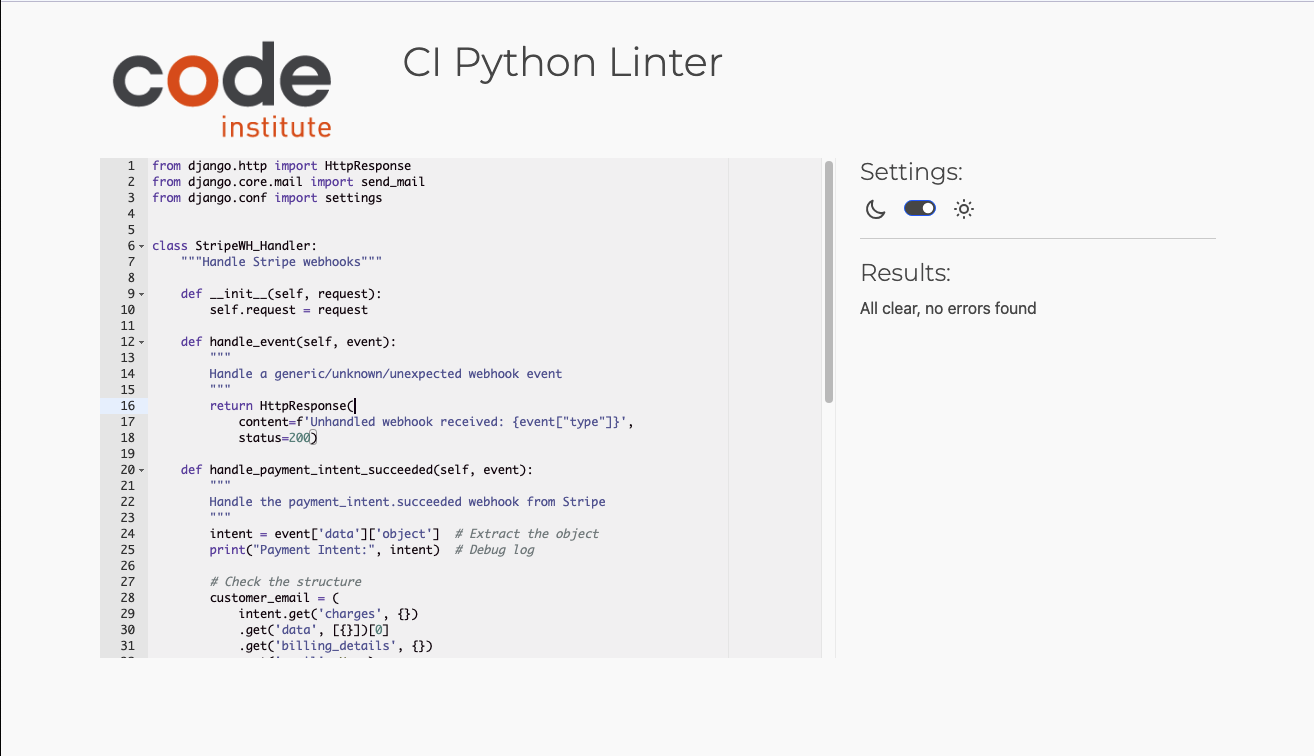 code
institute
CI Python Linter
1 from django.http import HttpResponse
2 from django.core.mail import send_mail
3 from django.conf import settings
4
5
6 class StripeWH_Handler:
7     """Handle Stripe webhooks"""
8
9     def __init__(self, request):
10         self.request = request
11
12     def handle_event(self, event):
13         """
14         Handle a generic/unknown/unexpected webhook event
15         """
16         return HttpResponse(
17             content=f'Unhandled webhook received: {event["type"]}',
18             status=200)
19
20     def handle_payment_intent_succeeded(self, event):
21         """
22         Handle the payment_intent.succeeded webhook from Stripe
23         """
24         intent = event['data']['object']  # Extract the object
25         print("Payment Intent:", intent)  # Debug log
26
27         # Check the structure
28         customer_email = (
29             intent.get('charges', {})
30             .get('data', [{}])[0]
31             .get('billing_details', {})
Settings:
Results:
All clear, no errors found